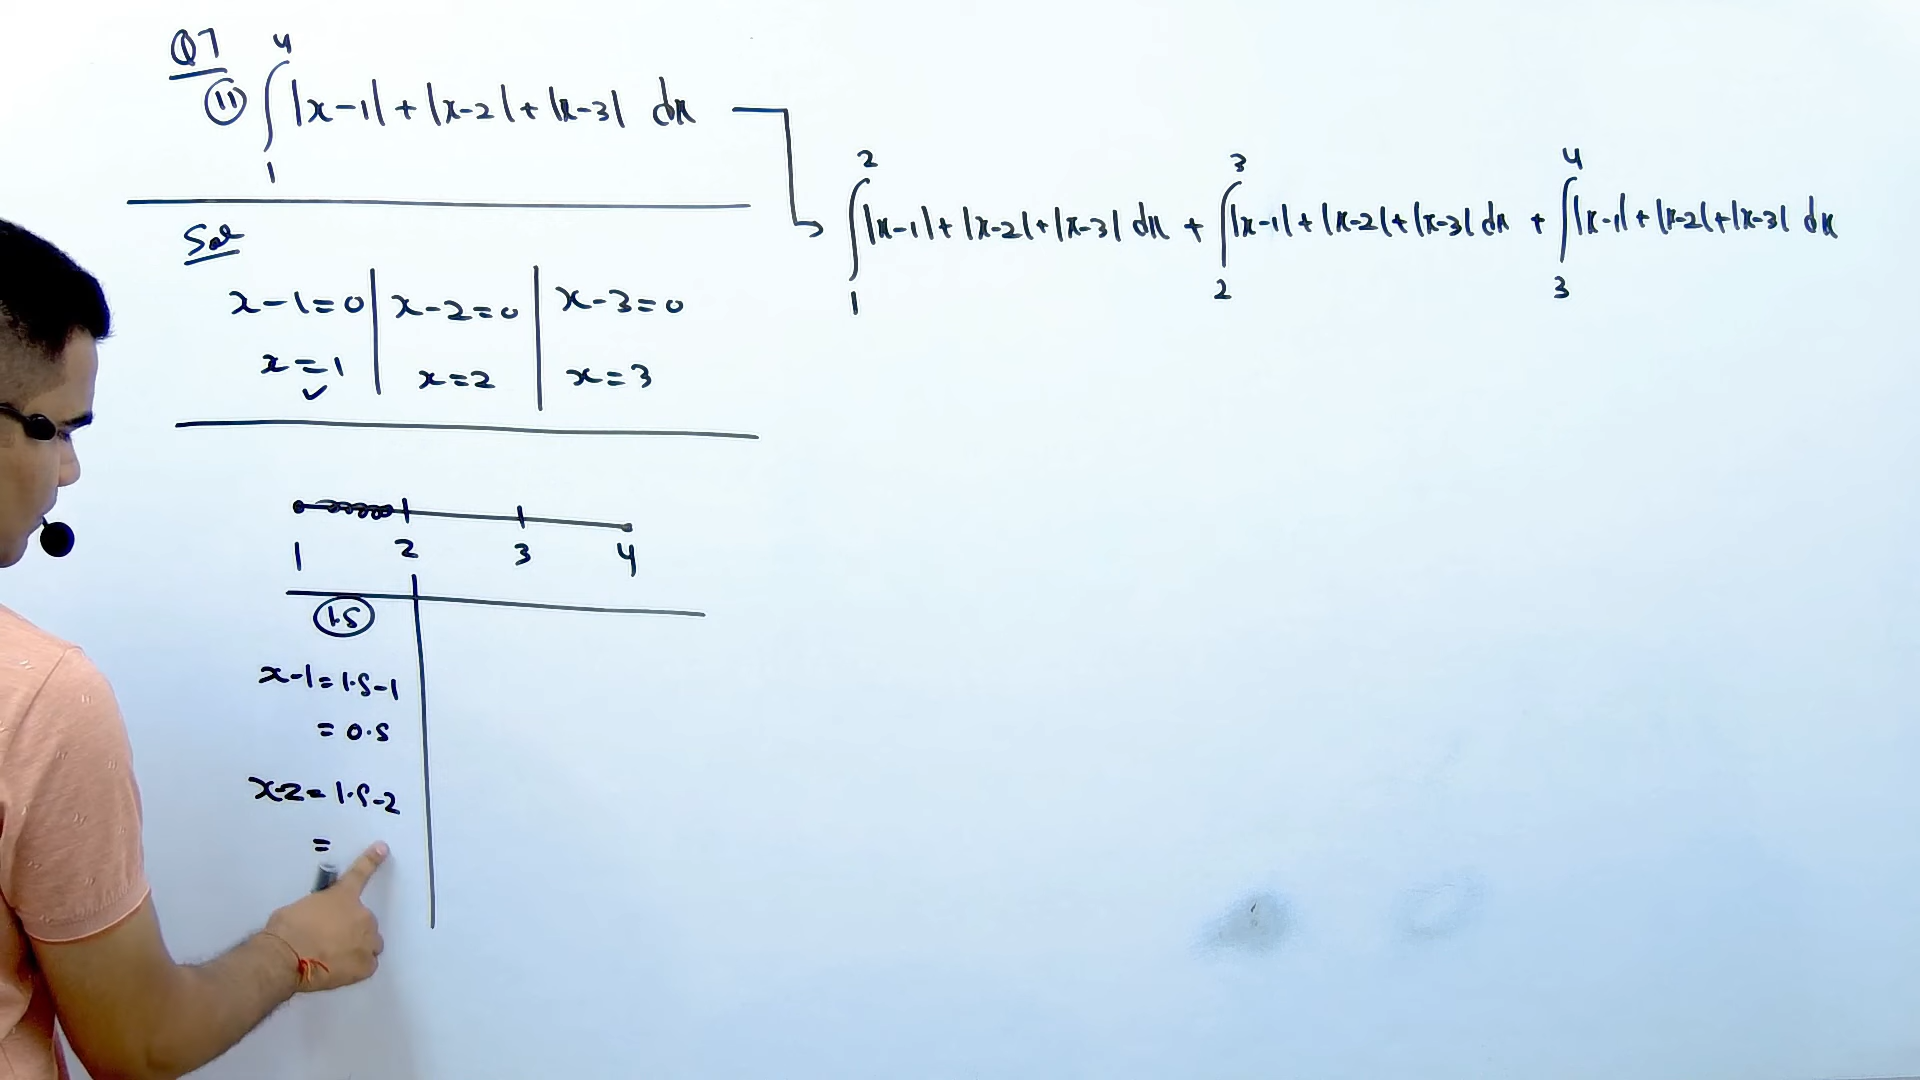 Q7
(11) ∫₁⁴ |x-1| + |x-2| + |x-3| dx
∫₁² |x-1| + |x-2| + |x-3| dx + ∫₂³ |x-1| + |x-2| + |x-3| dx + ∫₃⁴ |x-1| + |x-2| + |x-3| dx
Sol
x-1=0 | x-2=0 | x-3=0
x=1 ✓ | x=2 | x=3
1 2 3 4
1.5
x-1=1.5-1
=0.5
x-2=1.5-2
=